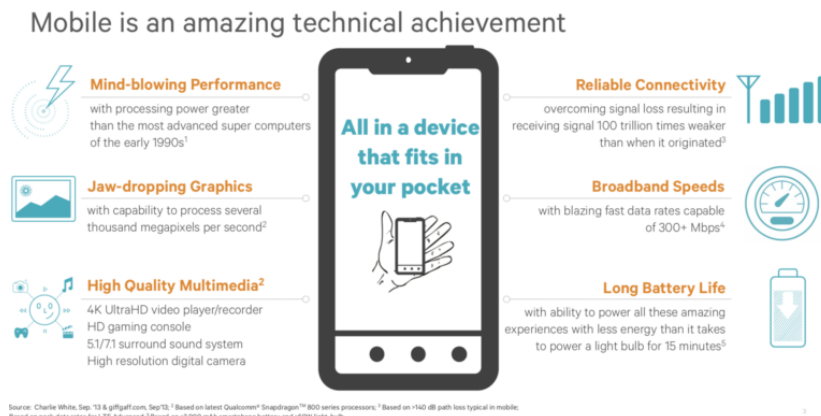 Mobile is an amazing technical achievement
Mind-blowing Performance
with processing power greater
than the most advanced super computers
of the early 1990s¹
Jaw-dropping Graphics
with capability to process several
thousand megapixels per second²
High Quality Multimedia²
4K UltraHD video player/recorder
HD gaming console
5.1/7.1 surround sound system
High resolution digital camera
All in a device
that fits in
your pocket
Reliable Connectivity
overcoming signal loss resulting in
receiving signal 100 trillion times weaker
than when it originated³
Broadband Speeds
with blazing fast data rates capable
of 300+ Mbps⁴
Long Battery Life
with ability to power all these amazing
experiences with less energy than it takes
to power a light bulb for 15 minutes⁵
Source: Charlie White, Sep. '13 & giffgaff.com, Sep'13; ² Based on latest Qualcomm® Snapdragon™ 800 series processors; ³ Based on >140 dB path loss typical in mobile;